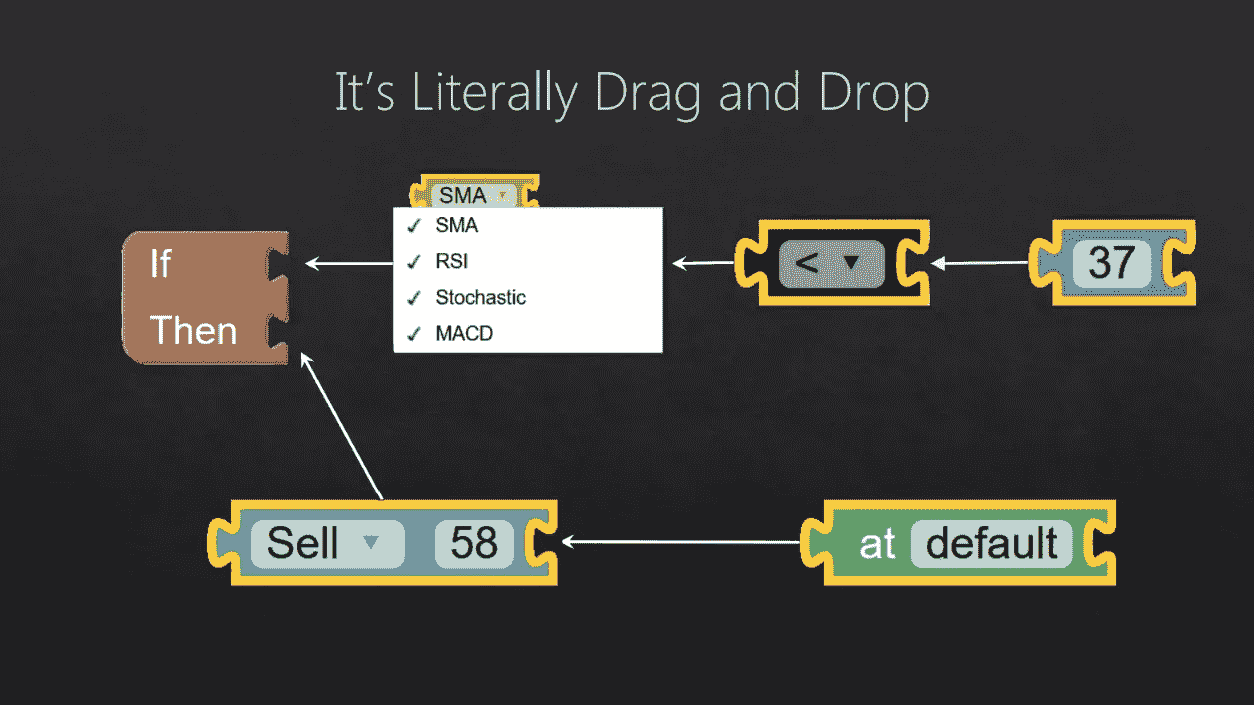 It's Literally Drag and Drop
SMA
✓ SMA
✓ RSI
✓ Stochastic
✓ MACD
If
Then
<
37
Sell 58
at default